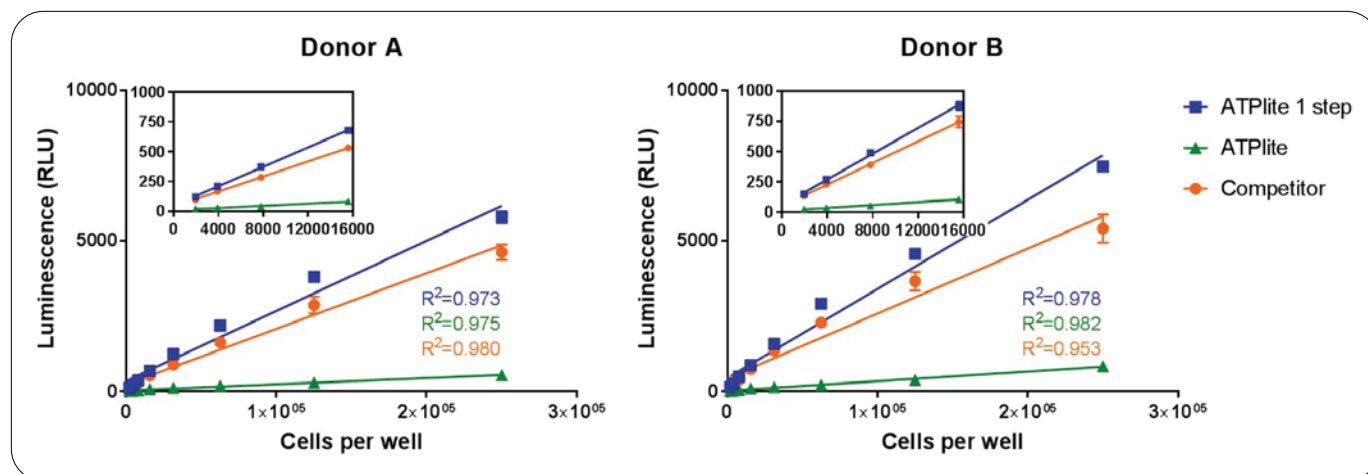 Donor A
Luminescence (RLU)
10000
5000
0
1000
750
500
250
0
0 4000 8000 12000 16000
R²=0.973
R²=0.975
R²=0.980
0 1×10⁰⁵ 2×10⁰⁵ 3×10⁰⁵
Cells per well
Donor B
Luminescence (RLU)
10000
5000
0
1000
750
500
250
0
0 4000 8000 12000 16000
R²=0.978
R²=0.982
R²=0.953
0 1×10⁰⁵ 2×10⁰⁵ 3×10⁰⁵
Cells per well
ATPlite 1 step
ATPlite
Competitor